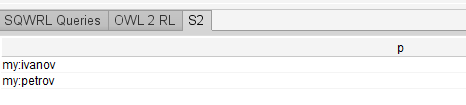 SQWRL Queries OWL 2 RL S2
p
my:ivanov
my:petrov